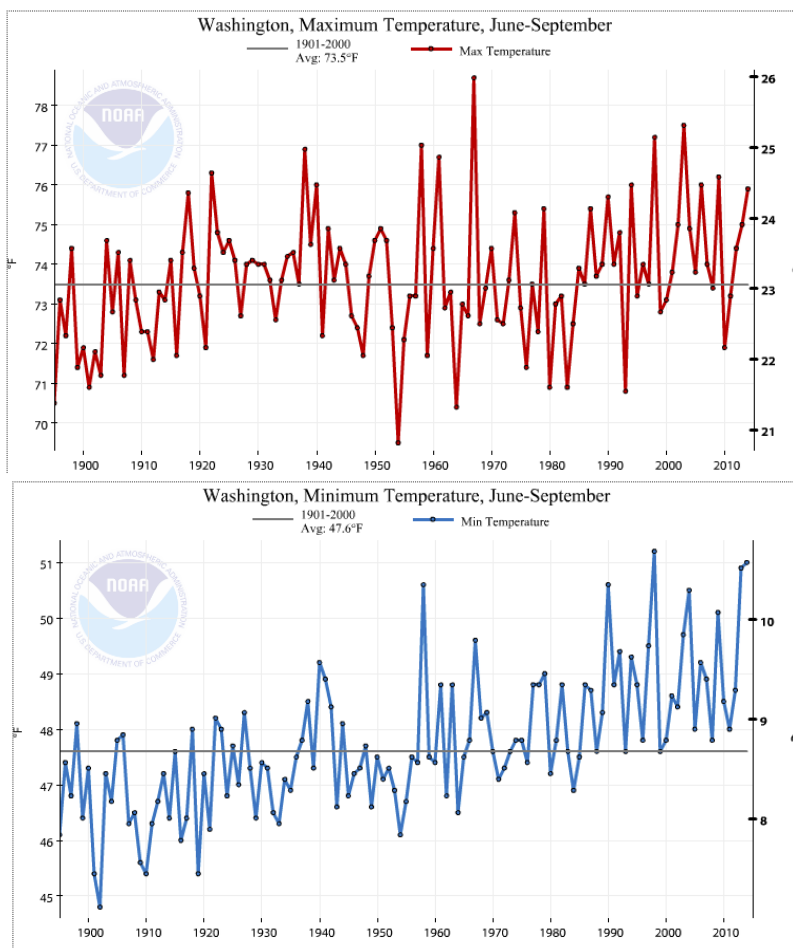 Washington, Maximum Temperature, June-September
1901-2000
Avg: 73.5°F
Max Temperature
NATIONAL OCEANIC AND ATMOSPHERIC ADMINISTRATION
NOAA
U.S. DEPARTMENT OF COMMERCE
°F
78
77
76
75
74
73
72
71
70
26
25
24
23
22
21
1900 1910 1920 1930 1940 1950 1960 1970 1980 1990 2000 2010
Washington, Minimum Temperature, June-September
1901-2000
Avg: 47.6°F
Min Temperature
NATIONAL OCEANIC AND ATMOSPHERIC ADMINISTRATION
NOAA
U.S. DEPARTMENT OF COMMERCE
°F
51
50
49
48
47
46
45
10
9
8
1900 1910 1920 1930 1940 1950 1960 1970 1980 1990 2000 2010